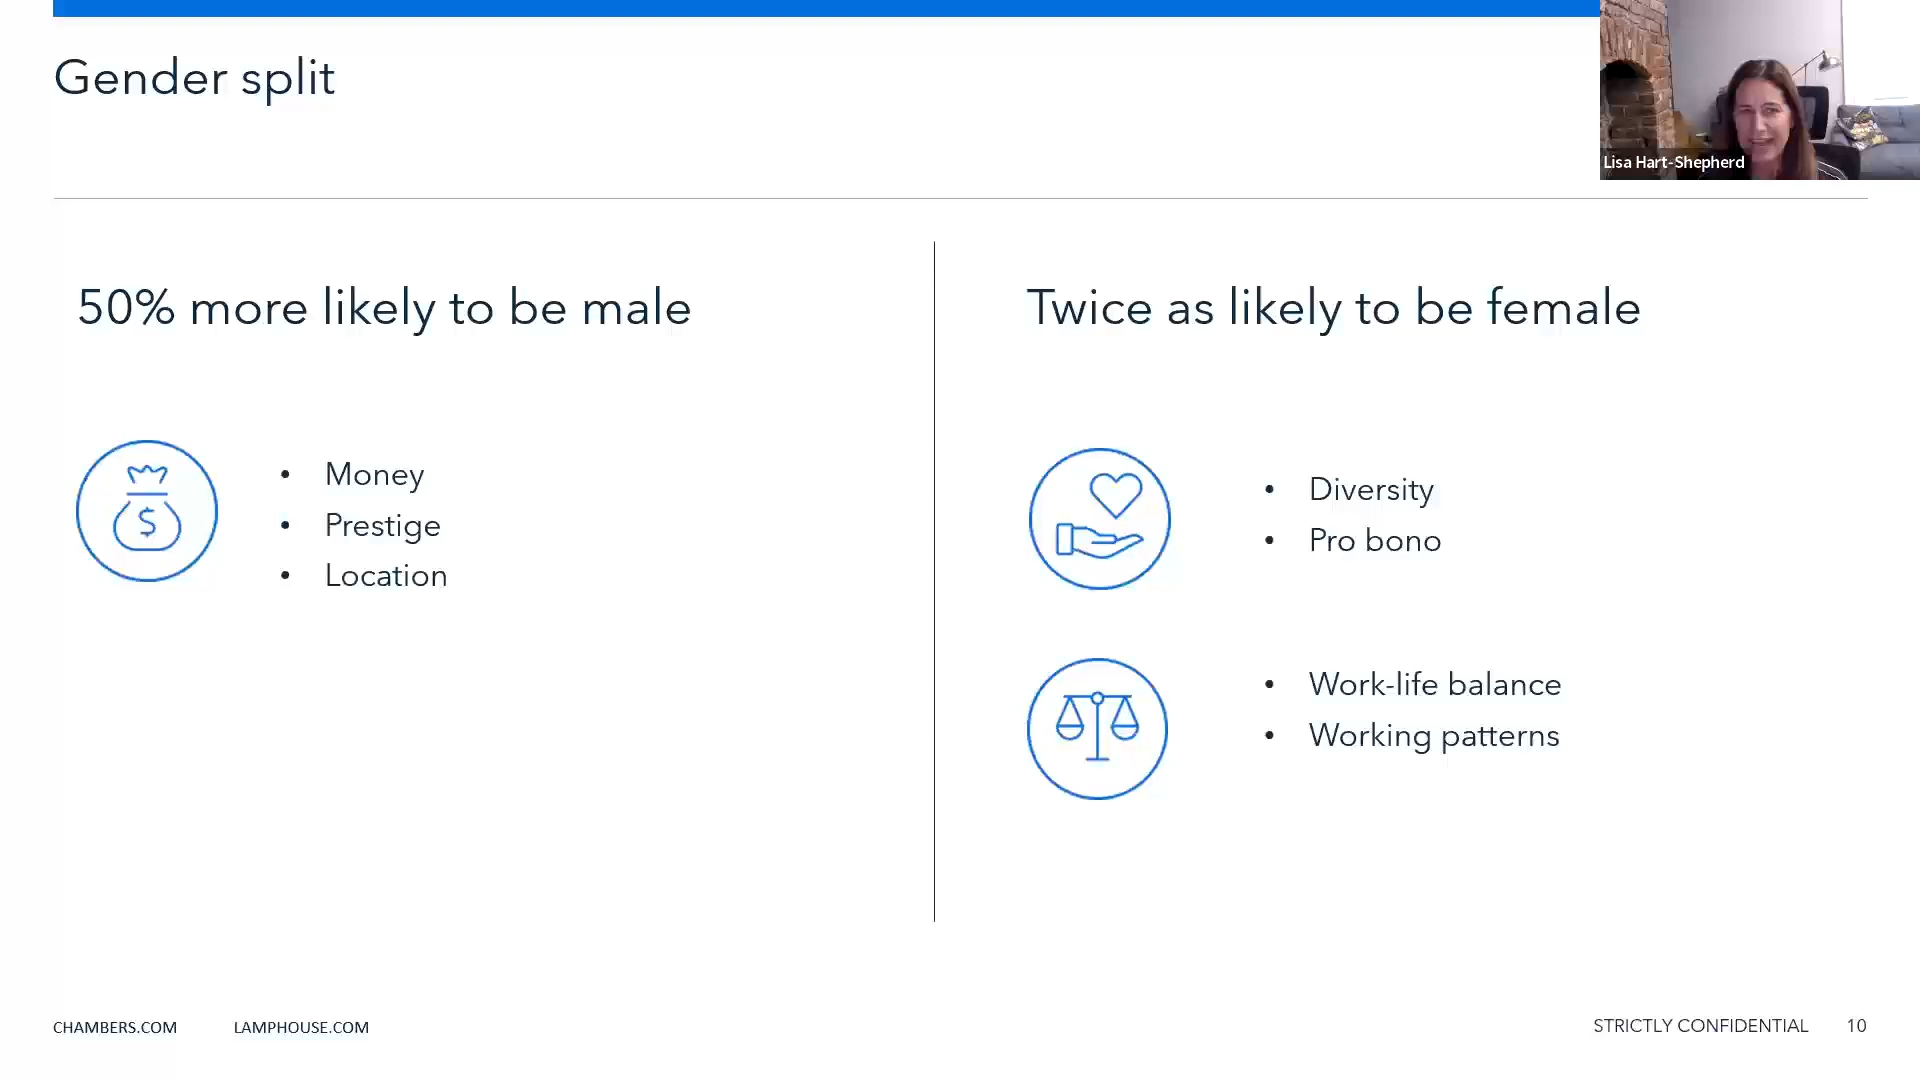 Gender split
Lisa Hart-Shepherd
50% more likely to be male
• Money
• Prestige
• Location
Twice as likely to be female
• Diversity
• Pro bono
• Work-life balance
• Working patterns
$
CHAMBERS.COM LAMPHOUSE.COM
STRICTLY CONFIDENTIAL 10